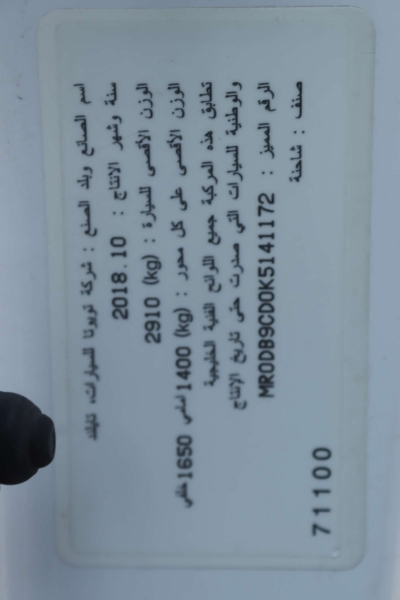 اسم الصانع وبلد الصنع : شركة تويوتا للسيارات، تايلند
سنة وشهر الانتاج : 2018.10
الوزن الأقصى للسيارة : 2910 (kg)
الوزن الأقصى على كل محور : (kg) 1400 امامي 1650 خلفي
تطابق هذه المركبة جميع اللوائح الفنية الخليجية
والوطنية للسيارات التي صدرت حتى تاريخ الإنتاج
الرقم المميز : MR0DB9CD0K5141172
صنف : شاحنة
71100